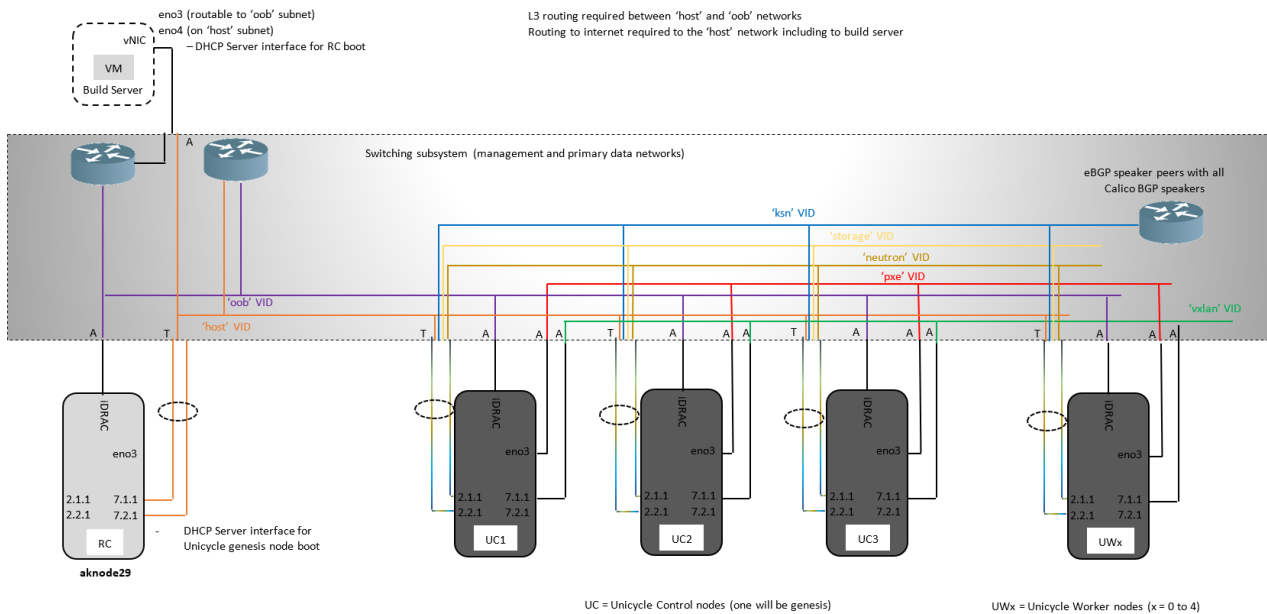 eno3 (routable to 'oob' subnet)
eno4 (on 'host' subnet)
vNIC
– DHCP Server interface for RC boot
VM
Build Server
L3 routing required between 'host' and 'oob' networks
Routing to internet required to the 'host' network including to build server
A
Switching subsystem (management and primary data networks)
eBGP speaker peers with all
Calico BGP speakers
'ksn' VID
'storage' VID
'neutron' VID
'pxe' VID
'oob' VID
'vxlan' VID
'host' VID
A T T A A A T A A A T A A A T A A A
iDRAC iDRAC iDRAC iDRAC iDRAC
eno3 eno3 eno3 eno3 eno3
2.1.1 7.1.1 2.1.1 7.1.1 2.1.1 7.1.1 2.1.1 7.1.1 2.1.1 7.1.1
2.2.1 7.2.1 2.2.1 7.2.1 2.2.1 7.2.1 2.2.1 7.2.1 2.2.1 7.2.1
- DHCP Server interface for
Unicycle genesis node boot
RC UC1 UC2 UC3 UWx
aknode29
UC = Unicycle Control nodes (one will be genesis)
UWx = Unicycle Worker nodes (x = 0 to 4)